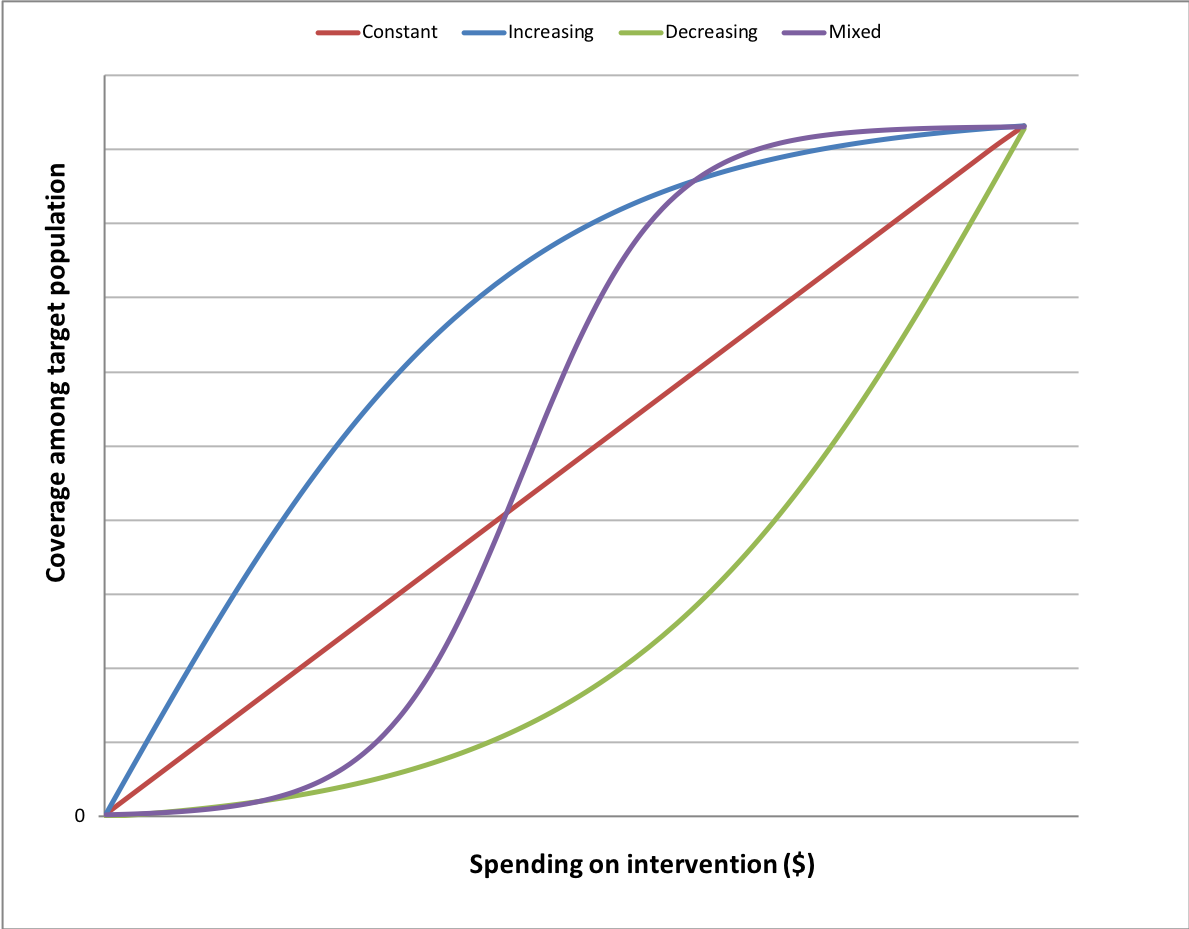 Constant Increasing Decreasing Mixed
Coverage among target population
0
Spending on intervention ($)